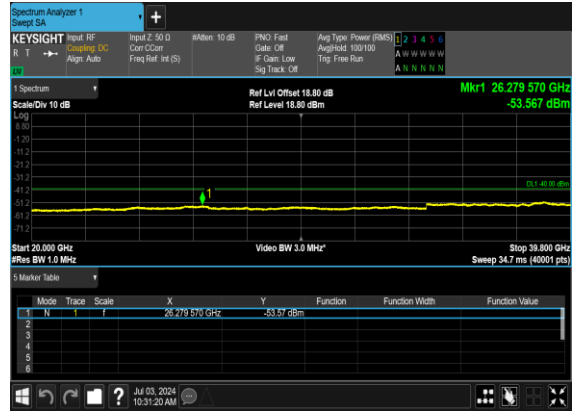 Spectrum Analyzer 1
Swept SA
+
KEYSIGHT Input: RF Input Z: 50 Ω #Atten: 10 dB PNO: Fast Avg Type: Power (RMS) 1 2 3 4 5 6
R T Coupling: DC Corr CCorr Gate: Off Avg|Hold: 100/100 A W W W W W
Align: Auto Freq Ref: Int (S) IF Gain: Low Trig: Free Run
Sig Track: Off A N N N N N
1 Spectrum Ref Lvl Offset 18.80 dB Mkr1 26.279 570 GHz
Scale/Div 10 dB Ref Level 18.80 dBm -53.567 dBm
Log
8.80
-1.20
-11.2
-21.2
-31.2
DL1 -40.00 dBm
-41.2
1
-51.2
-61.2
-71.2
Start 20.000 GHz Video BW 3.0 MHz* Stop 39.800 GHz
#Res BW 1.0 MHz Sweep 34.7 ms (40001 pts)
5 Marker Table
Mode Trace Scale X Y Function Function Width Function Value
1 N 1 f 26.279 570 GHz -53.57 dBm
2
3
4
5
6
? Jul 03, 2024
10:31:20 AM